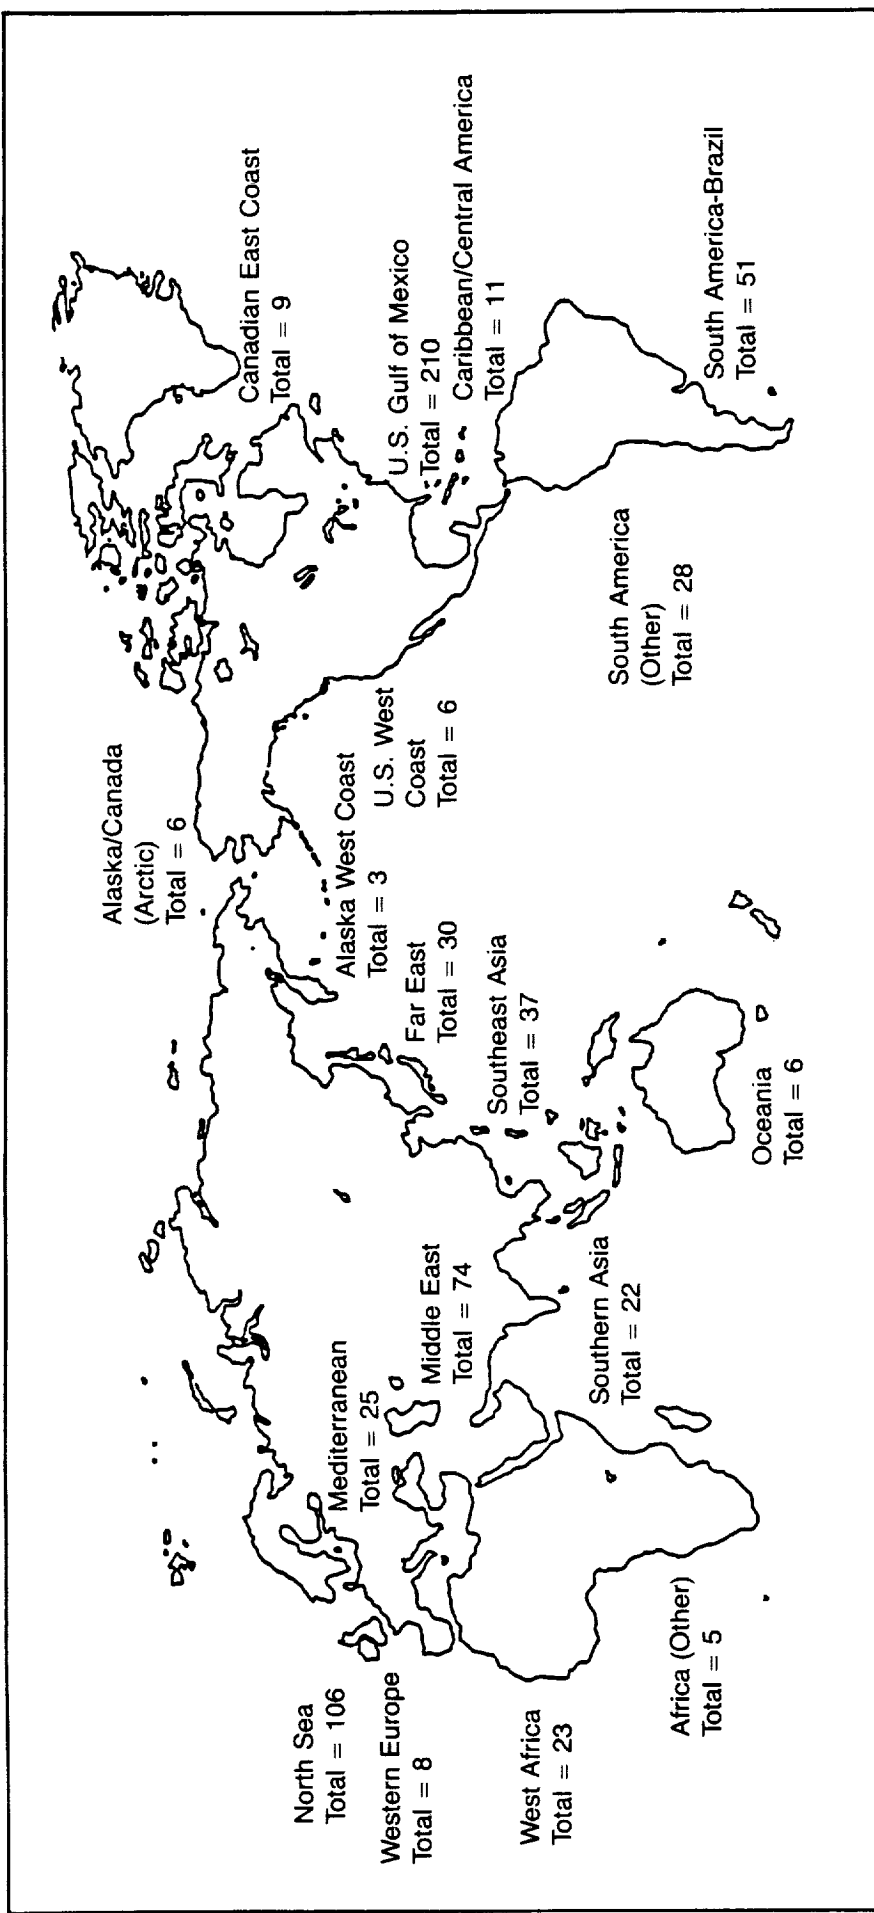 Alaska/Canada
(Arctic)
Total = 6
Canadian East Coast
Total = 9
North Sea
Total = 106
Mediterranean
Total = 25
Alaska West Coast
Total = 3
U.S. West
Coast
Total = 6
U.S. Gulf of Mexico
Total = 210
Western Europe
Total = 8
Middle East
Total = 74
Far East
Total = 30
Caribbean/Central America
Total = 11
Southeast Asia
Total = 37
West Africa
Total = 23
Southern Asia
Total = 22
South America
(Other)
Total = 28
Africa (Other)
Total = 5
Oceania
Total = 6
South America-Brazil
Total = 51